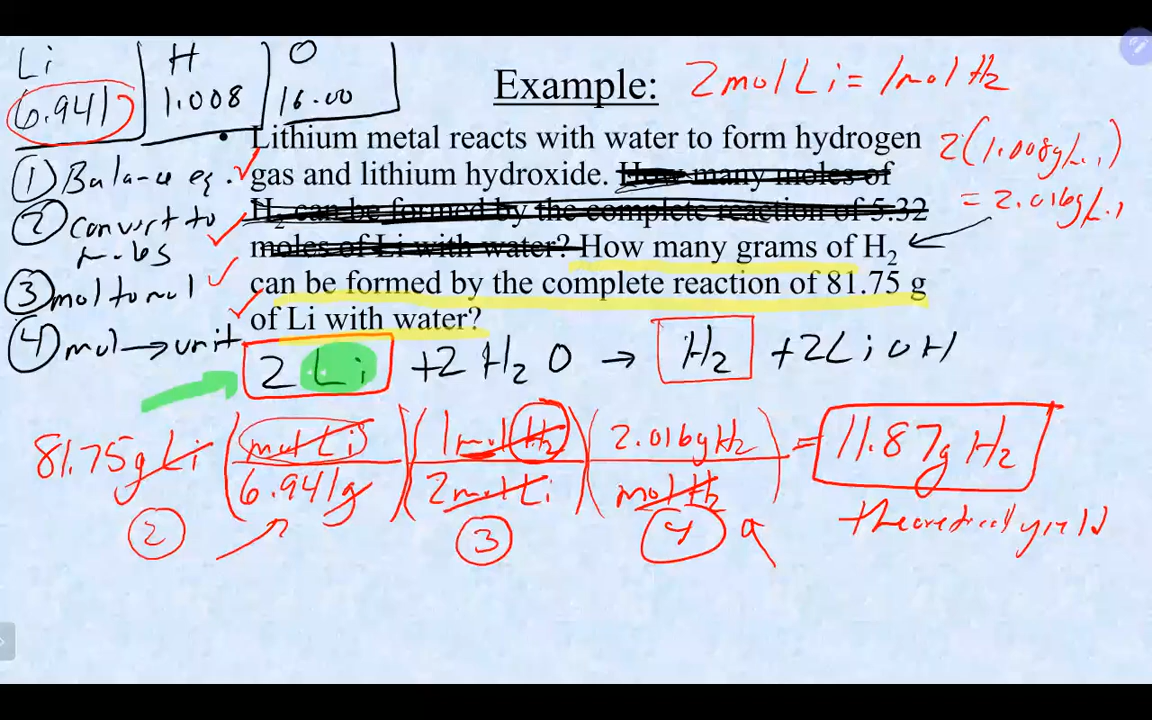 Li H O
6.941 1.008 16.00
Example:
2 mol Li = 1 mol H2
2(1.008g Li)
= 2.016g Li
① Balance eq.
② convert to moles
③ mol to mol
④ mol → unit
• Lithium metal reacts with water to form hydrogen
gas and lithium hydroxide. How many moles of
H2 can be formed by the complete reaction of 5.32
moles of Li with water? How many grams of H2
can be formed by the complete reaction of 81.75 g
of Li with water?
2 Li + 2 H2O → H2 + 2 LiOH
81.75g Li (mol Li / 6.941g) (1 mol H2 / 2 mol Li) (2.016g H2 / mol H2) = 11.87g H2
② ③ ④
theoretical yield